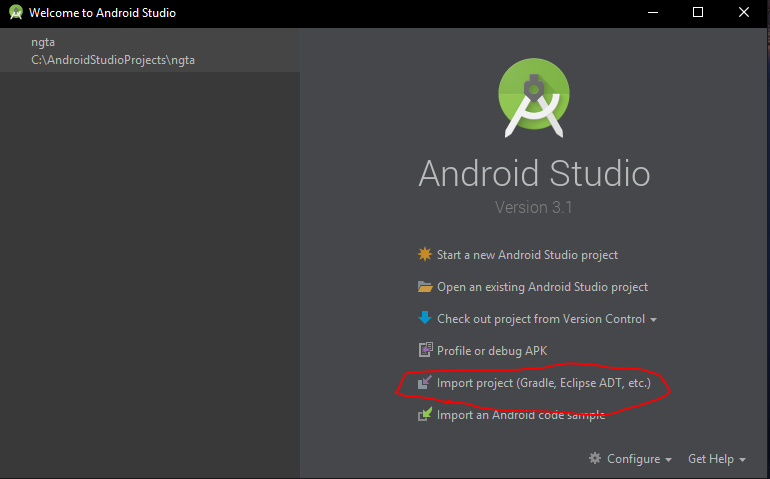 Welcome to Android Studio
ngta
C:\AndroidStudioProjects\ngta
Android Studio
Version 3.1
Start a new Android Studio project
Open an existing Android Studio project
Check out project from Version Control
Profile or debug APK
Import project (Gradle, Eclipse ADT, etc.)
Import an Android code sample
Configure Get Help